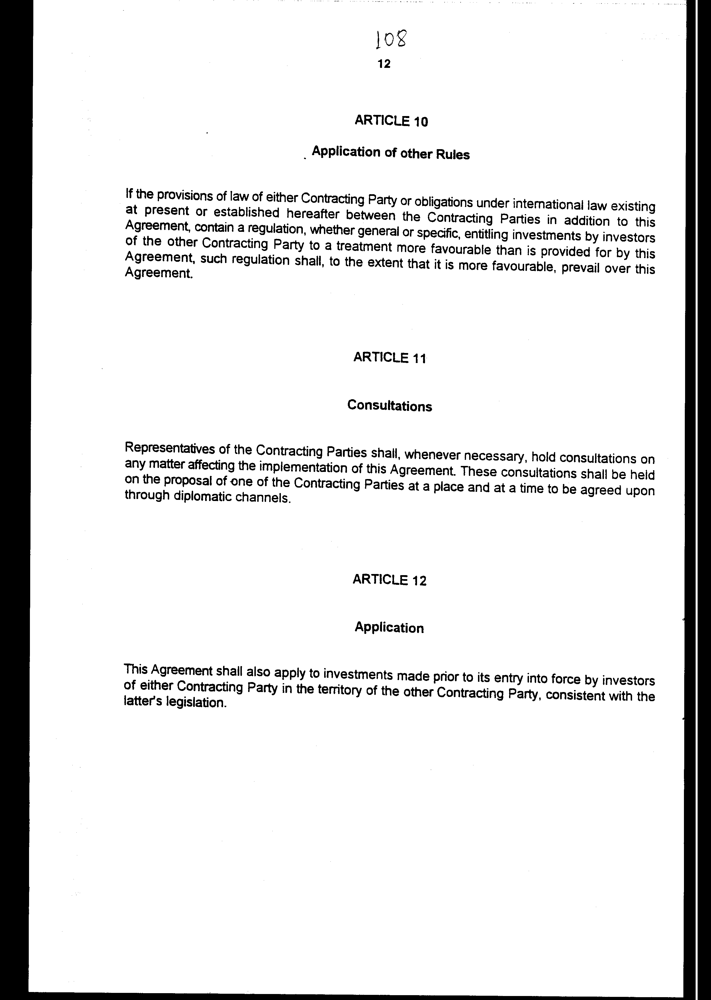 108
12
ARTICLE 10
Application of other Rules
If the provisions of law of either Contracting Party or obligations under international law existing
at present or established hereafter between the Contracting Parties in addition to this
Agreement, contain a regulation, whether general or specific, entitling investments by investors
of the other Contracting Party to a treatment more favourable than is provided for by this
Agreement, such regulation shall, to the extent that it is more favourable, prevail over this
Agreement.
ARTICLE 11
Consultations
Representatives of the Contracting Parties shall, whenever necessary, hold consultations on
any matter affecting the implementation of this Agreement. These consultations shall be held
on the proposal of one of the Contracting Parties at a place and at a time to be agreed upon
through diplomatic channels.
ARTICLE 12
Application
This Agreement shall also apply to investments made prior to its entry into force by investors
of either Contracting Party in the territory of the other Contracting Party, consistent with the
latter's legislation.